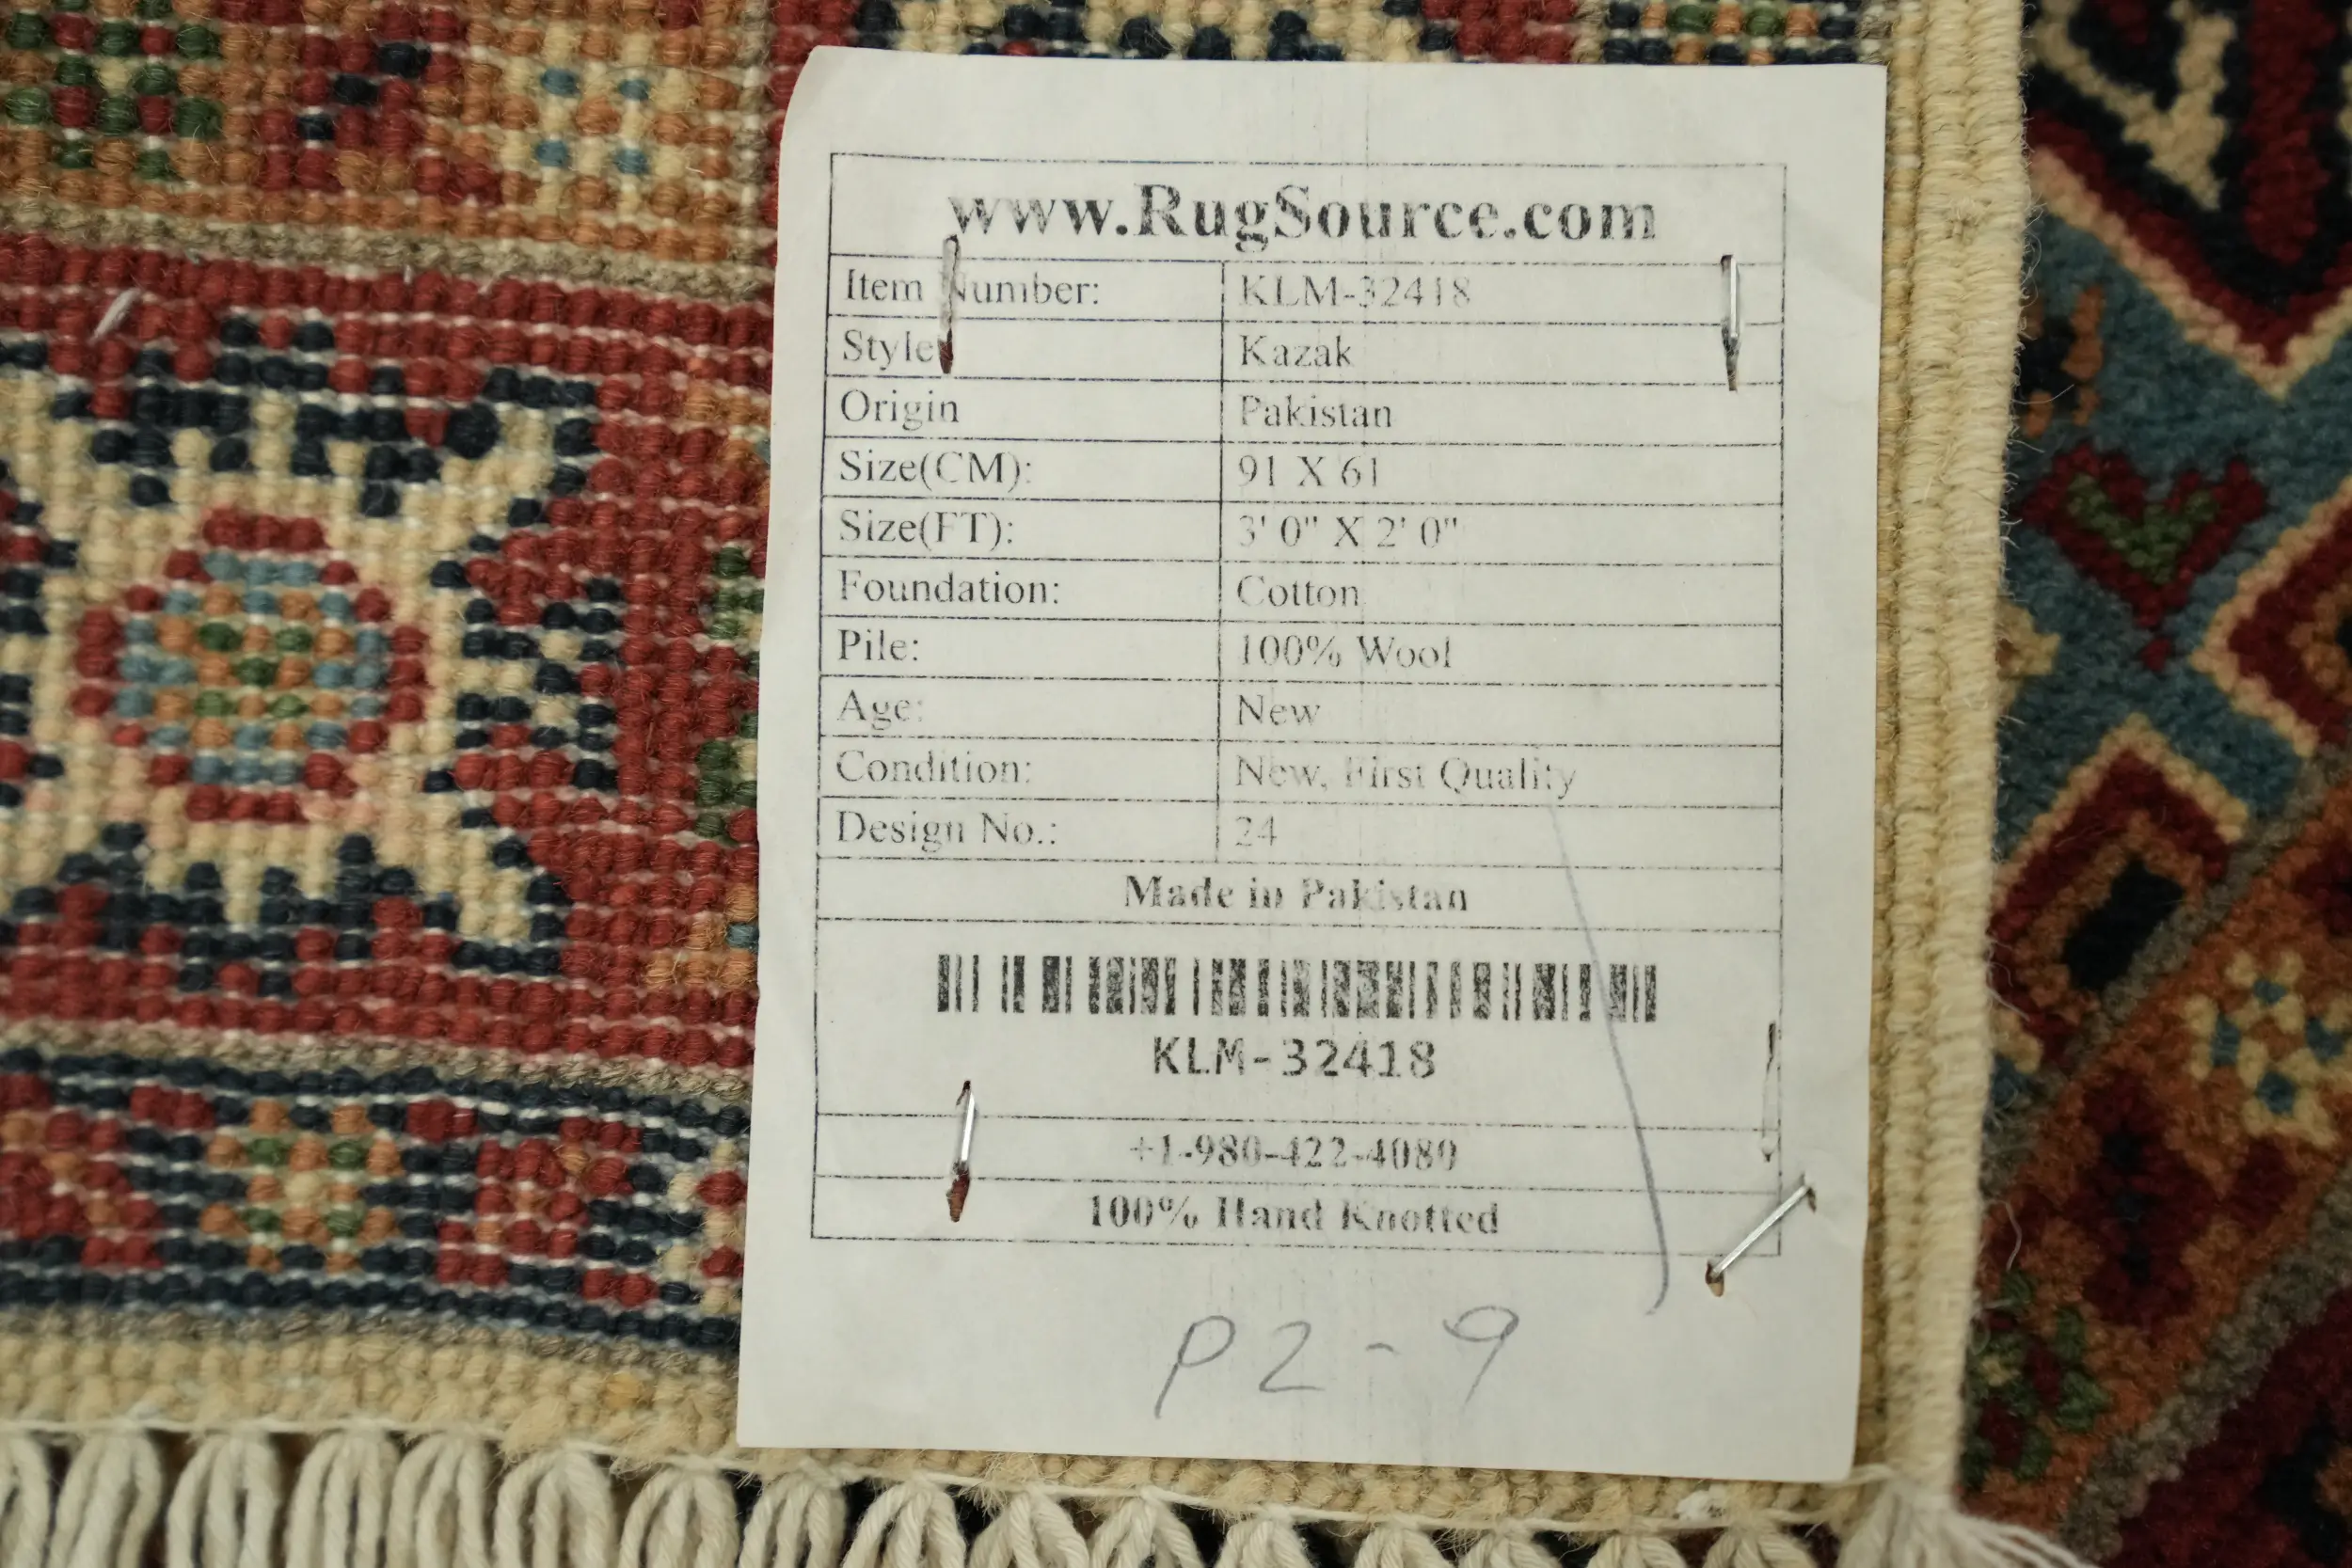 www.RugSource.com
Item Number: KLM-32418
Style Kazak
Origin Pakistan
Size(CM): 91 X 61
Size(FT): 3' 0" X 2' 0"
Foundation: Cotton
Pile: 100% Wool
Age: New
Condition: New, First Quality
Design No.: 24
Made in Pakistan
KLM-32418
+1-980-422-4080
100% Hand Knotted
P2-9